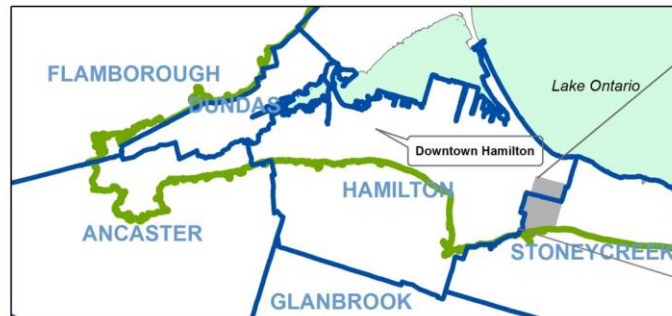 FLAMBOROUGH
Lake Ontario
DUNDAS
Downtown Hamilton
HAMILTON
ANCASTER
STONEYCREEK
GLANBROOK